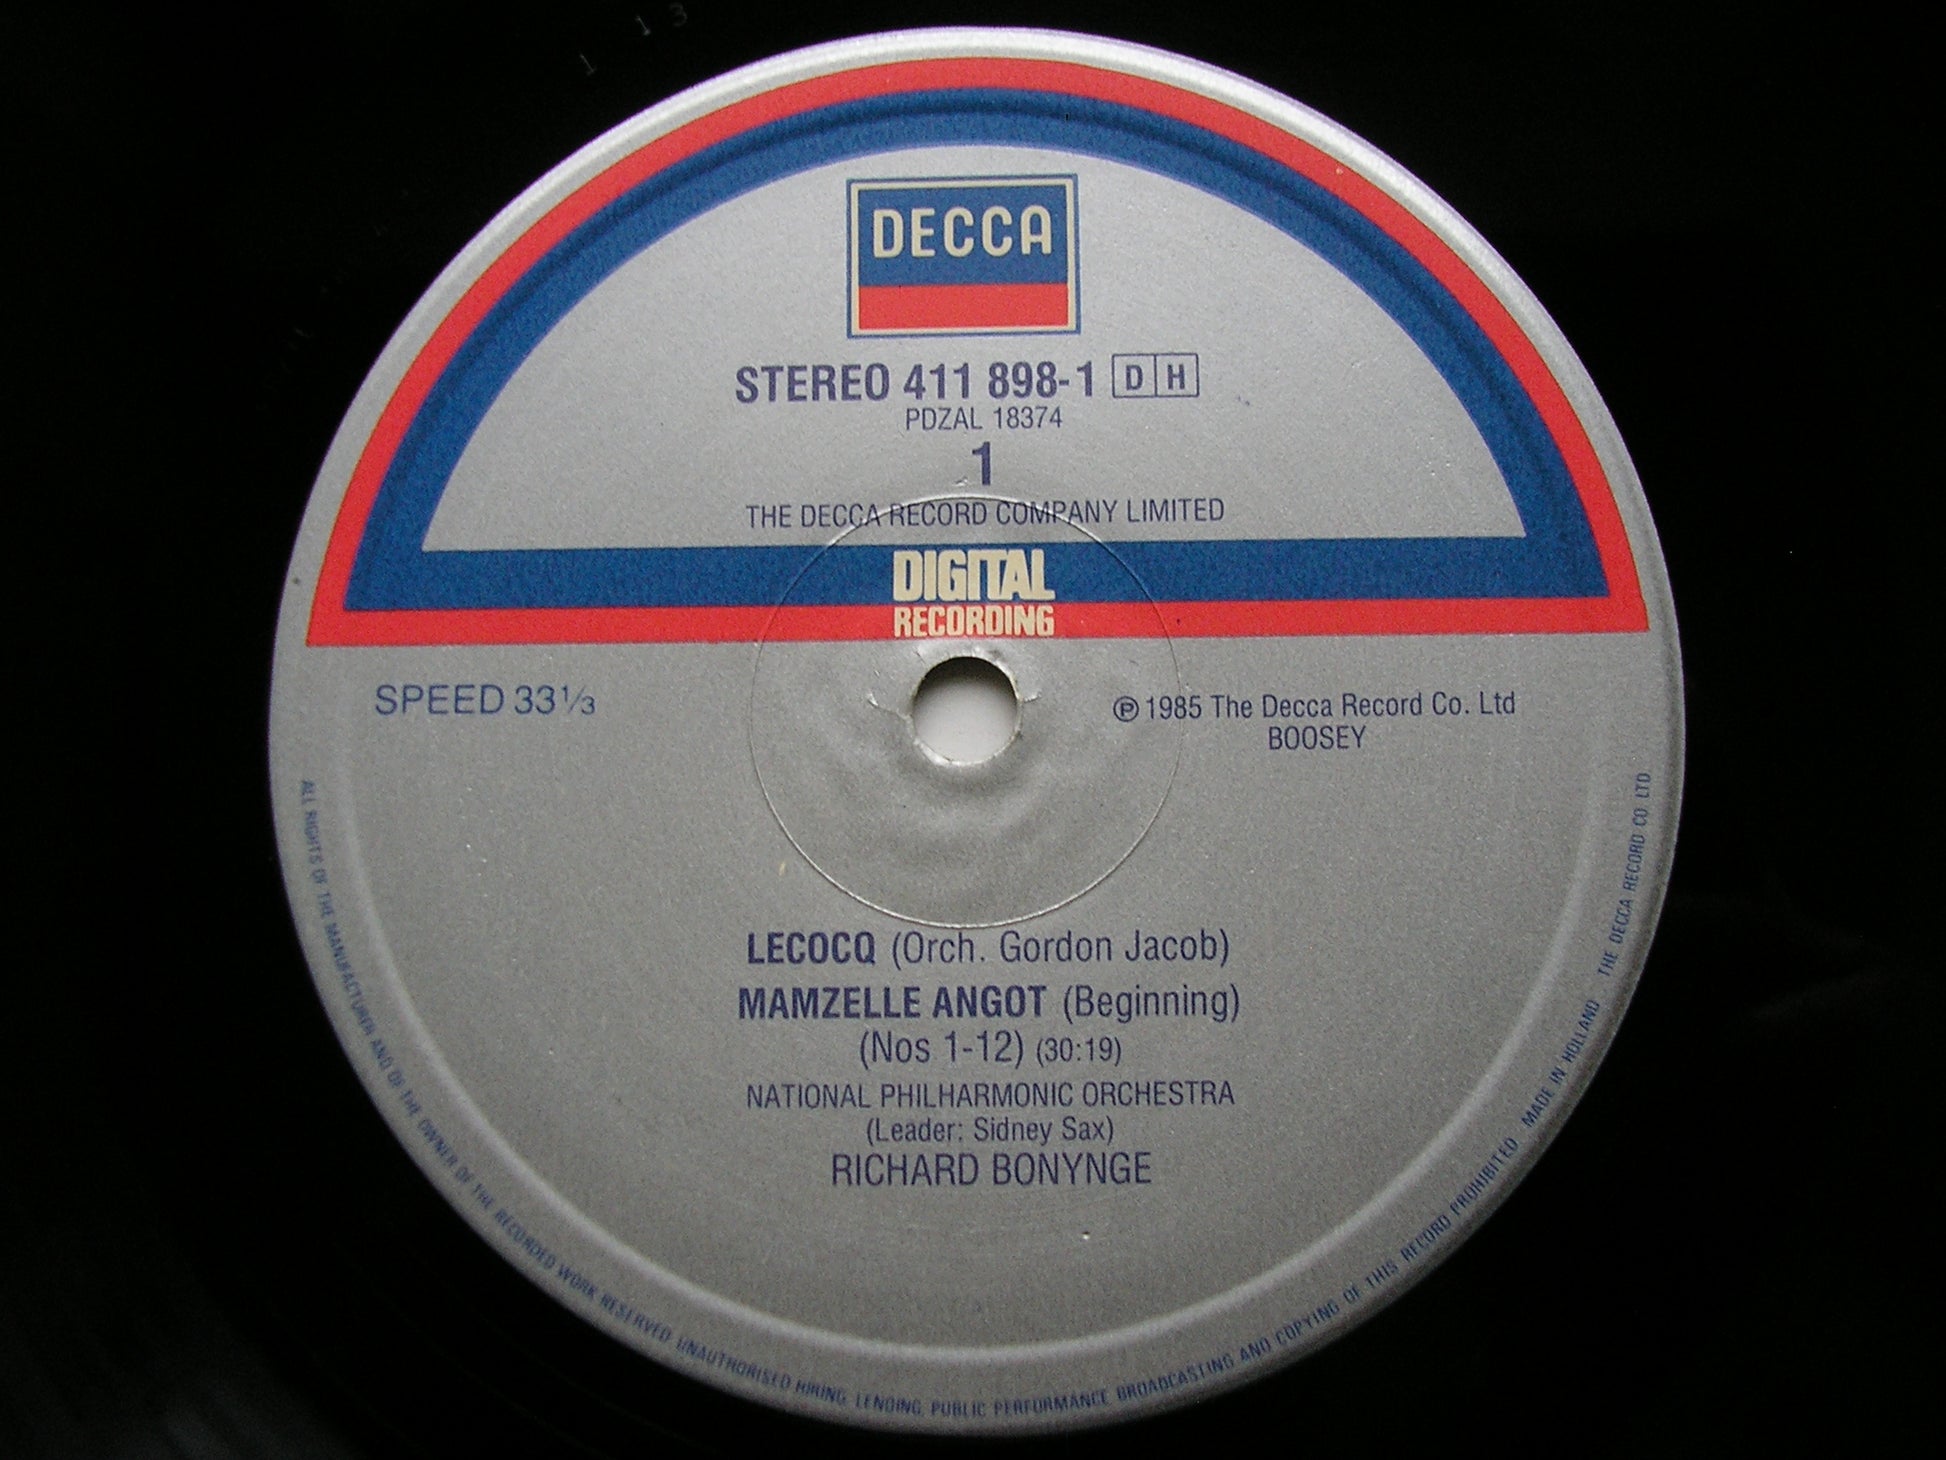 DECCA
STEREO 411 898-1 D H
PDZAL 18374
1
THE DECCA RECORD COMPANY LIMITED
DIGITAL
RECORDING
SPEED 33⅓
℗ 1985 The Decca Record Co. Ltd
BOOSEY
LECOCQ (Orch. Gordon Jacob)
MAMZELLE ANGOT (Beginning)
(Nos 1-12) (30:19)
NATIONAL PHILHARMONIC ORCHESTRA
(Leader: Sidney Sax)
RICHARD BONYNGE
ALL RIGHTS OF THE MANUFACTURER AND OF THE OWNER OF THE RECORDED WORK RESERVED UNAUTHORISED HIRING, LENDING, PUBLIC PERFORMANCE BROADCASTING AND COPYING OF THIS RECORD PROHIBITED MADE IN HOLLAND THE DECCA RECORD CO LTD